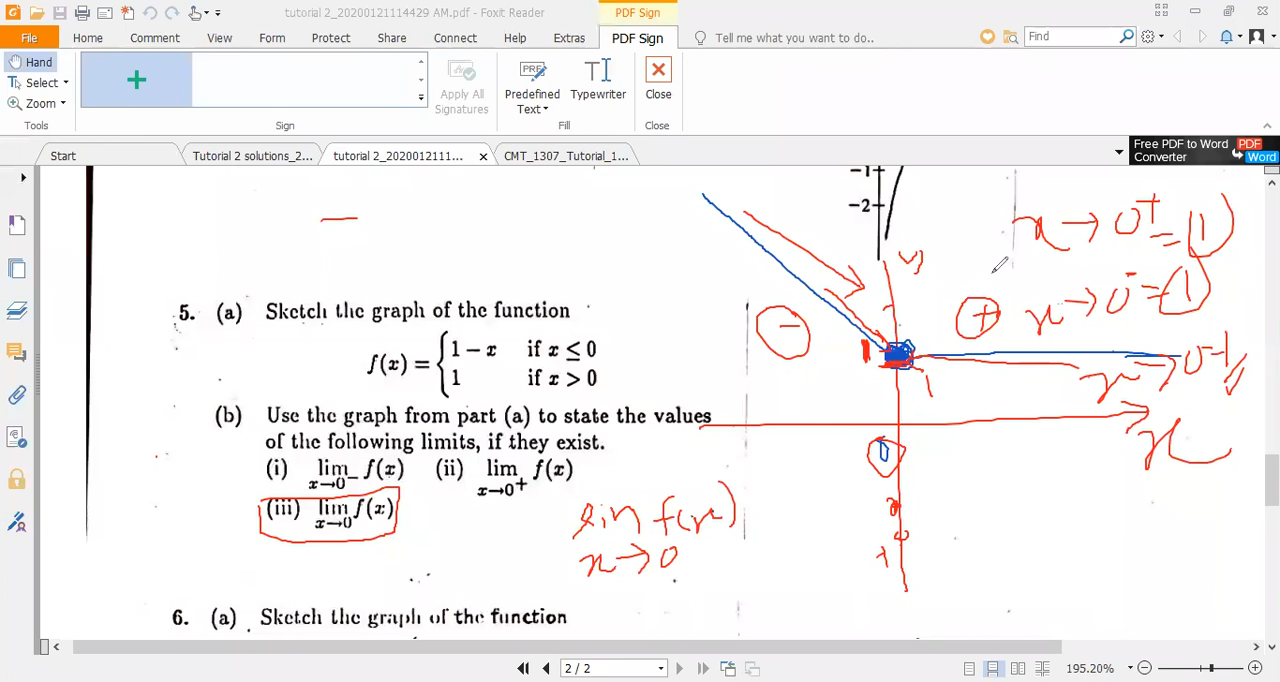 tutorial 2_20200121114429 AM.pdf - Foxit Reader
PDF Sign
File
Home
Comment
View
Form
Protect
Share
Connect
Help
Extras
PDF Sign
Tell me what you want to do..
Find
Hand
Select
Zoom
Tools
Sign
Apply All
Signatures
PDF
Predefined
Text
T
Typewriter
Fill
Close
Close
Start
Tutorial 2 solutions_2...
tutorial 2_2020012111...
CMT_1307_Tutorial_1...
Free PDF to Word
Converter
PDF
Word
-1
-2
x → 0⁺ = (1)
x → 0⁻ = (1)
y
+
−
1
1
x
0
5. (a) Sketch the graph of the function
f(x) = { 1 − x if x ≤ 0
1 if x > 0
(b) Use the graph from part (a) to state the values
of the following limits, if they exist.
(i) lim x→0− f(x) (ii) lim x→0+ f(x)
(iii) lim x→0 f(x)
lim f(x)
x → 0
6. (a) Sketch the graph of the function
2 / 2
195.20%